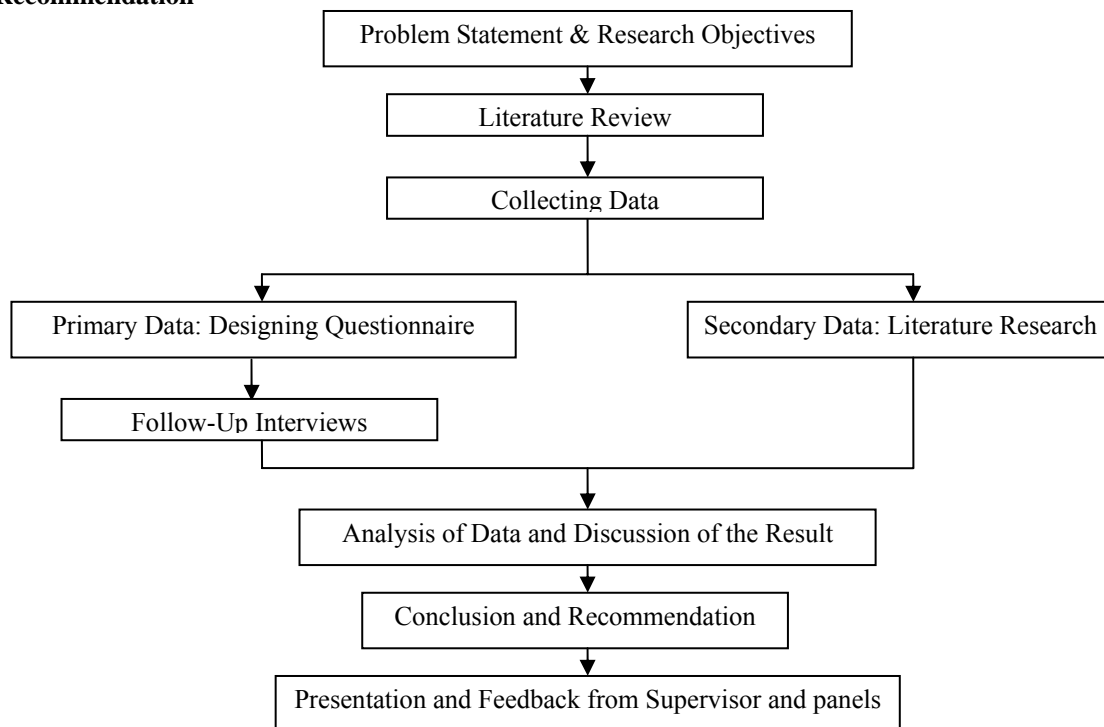 Recommendation
Problem Statement & Research Objectives
Literature Review
Collecting Data
Primary Data: Designing Questionnaire
Secondary Data: Literature Research
Follow-Up Interviews
Analysis of Data and Discussion of the Result
Conclusion and Recommendation
Presentation and Feedback from Supervisor and panels